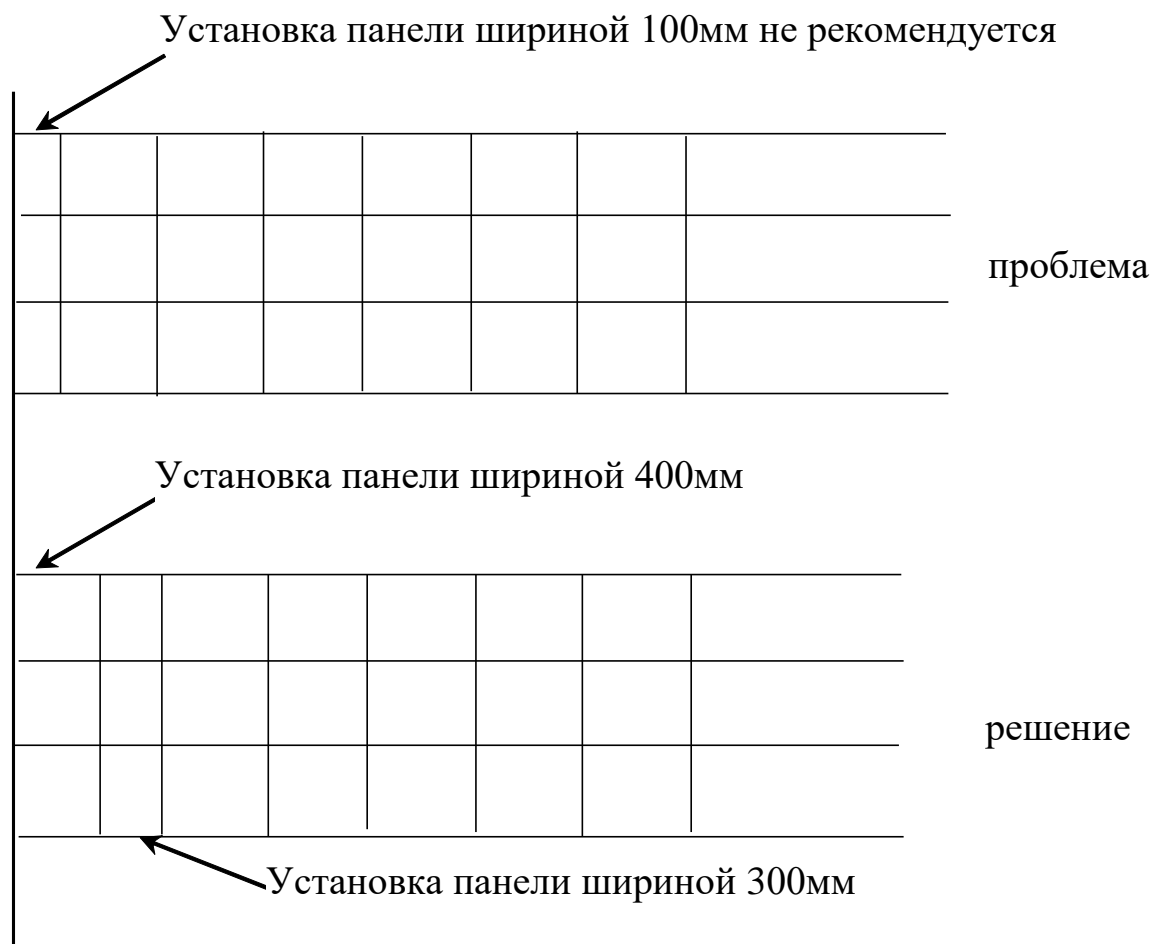 Установка панели шириной 100мм не рекомендуется
проблема
Установка панели шириной 400мм
решение
Установка панели шириной 300мм